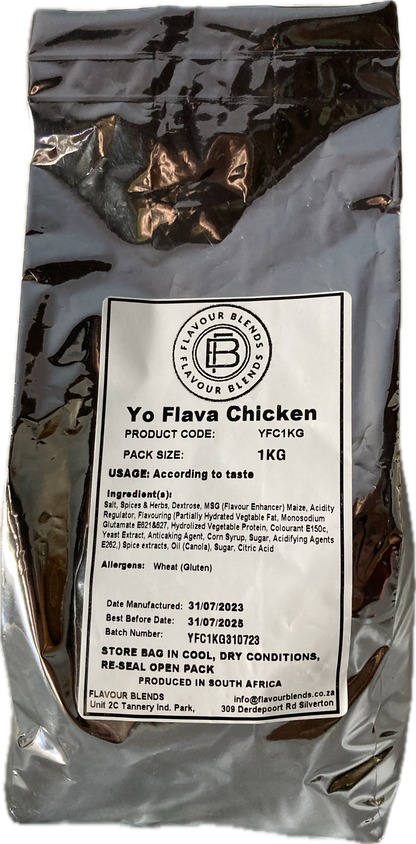 FLAVOUR BLENDS
FB
FLAVOUR BLENDS
Yo Flava Chicken
PRODUCT CODE: YFC1KG
PACK SIZE: 1KG
USAGE: According to taste
Ingredient(s):
Salt, Spices & Herbs, Dextrose, MSG (Flavour Enhancer) Maize, Acidity
Regulator, Flavouring (Partially Hydrated Vegtable Fat, Monosodium
Glutamate E621&627, Hydrolized Vegetable Protein, Colourant E150c,
Yeast Extract, Anticaking Agent, Corn Syrup, Sugar, Acidifying Agents
E262,) Spice extracts, Oil (Canola), Sugar, Citric Acid
Allergens: Wheat (Gluten)
Date Manufactured: 31/07/2023
Best Before Date: 31/07/2025
Batch Number: YFC1KG310723
STORE BAG IN COOL, DRY CONDITIONS,
RE-SEAL OPEN PACK
PRODUCED IN SOUTH AFRICA
FLAVOUR BLENDS info@flavourblends.co.za
Unit 2C Tannery Ind. Park, 309 Derdepoort Rd Silverton